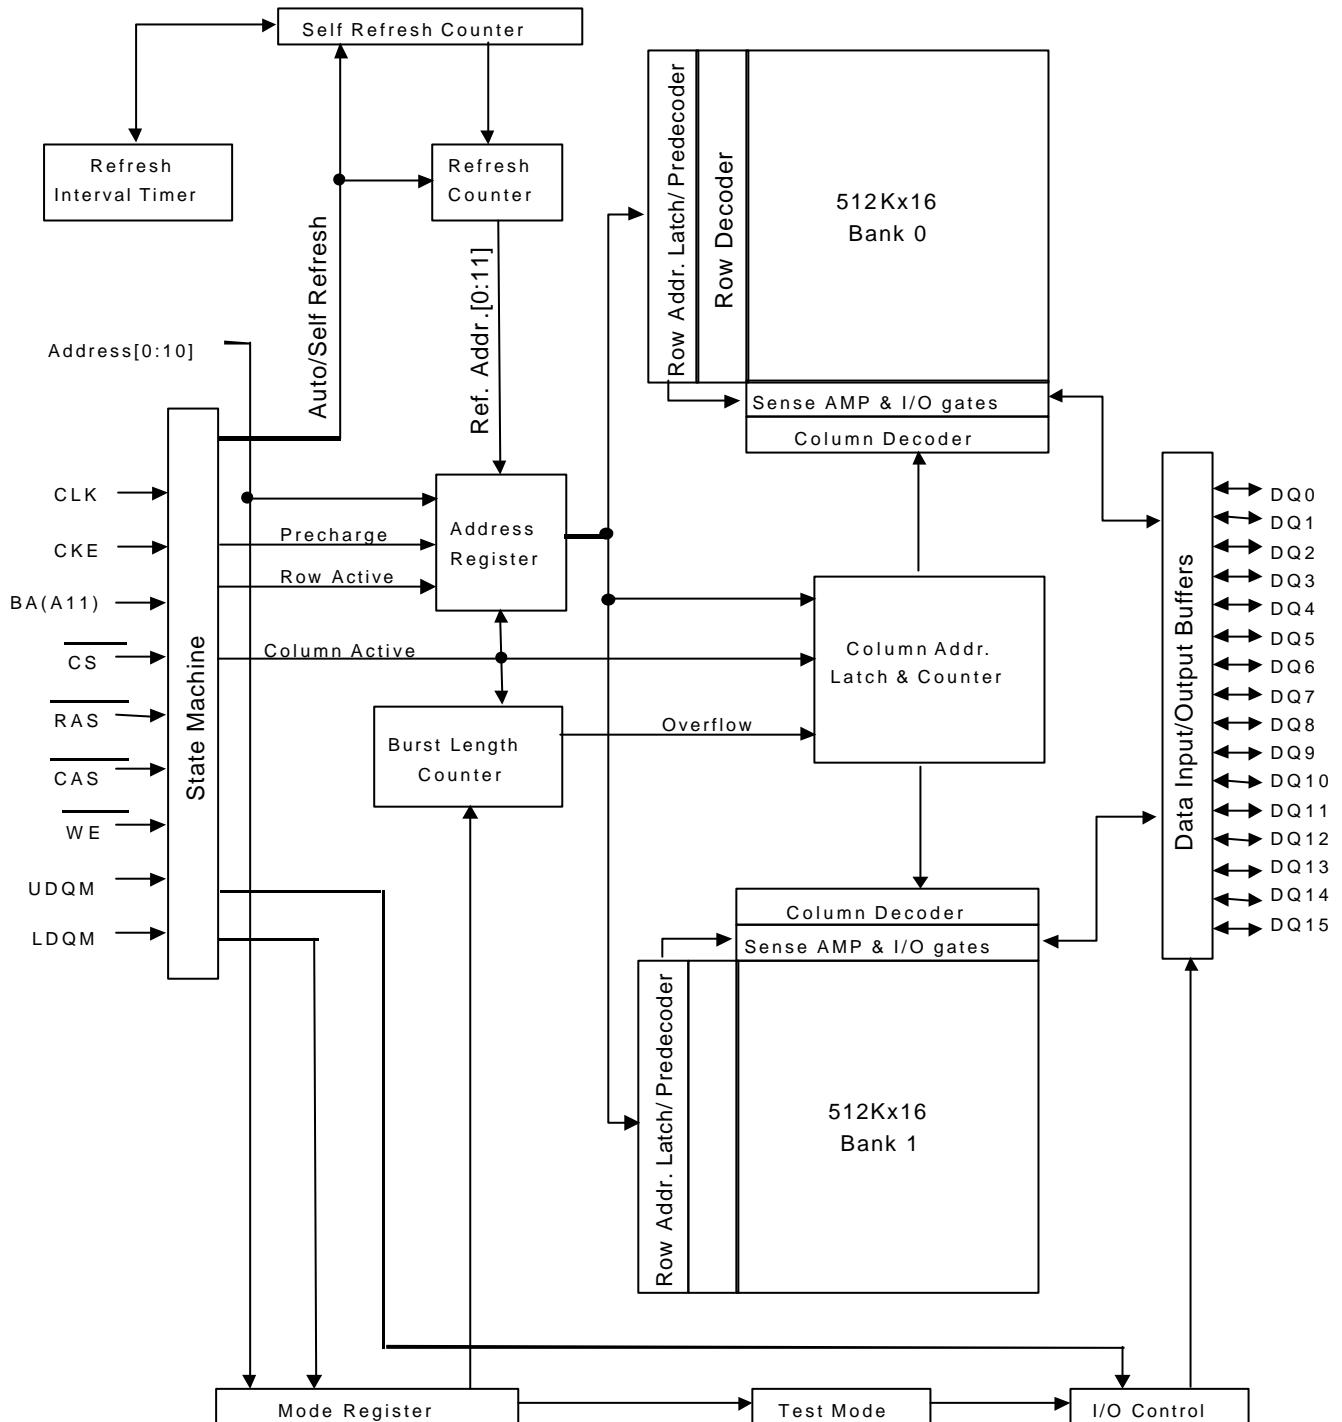 Self Refresh Counter
Refresh
Interval Timer
Refresh
Counter
Auto/Self Refresh
Ref. Addr.[0:11]
Row Addr. Latch/ Predecoder
Row Decoder
512Kx16
Bank 0
Sense AMP & I/O gates
Column Decoder
Address[0:10]
CLK
CKE
BA(A11)
CS
RAS
CAS
WE
UDQM
LDQM
State Machine
Precharge
Row Active
Column Active
Address
Register
Burst Length
Counter
Overflow
Column Addr.
Latch & Counter
Data Input/Output Buffers
DQ0
DQ1
DQ2
DQ3
DQ4
DQ5
DQ6
DQ7
DQ8
DQ9
DQ10
DQ11
DQ12
DQ13
DQ14
DQ15
Column Decoder
Sense AMP & I/O gates
Row Addr. Latch/ Predecoder
512Kx16
Bank 1
Mode Register
Test Mode
I/O Control